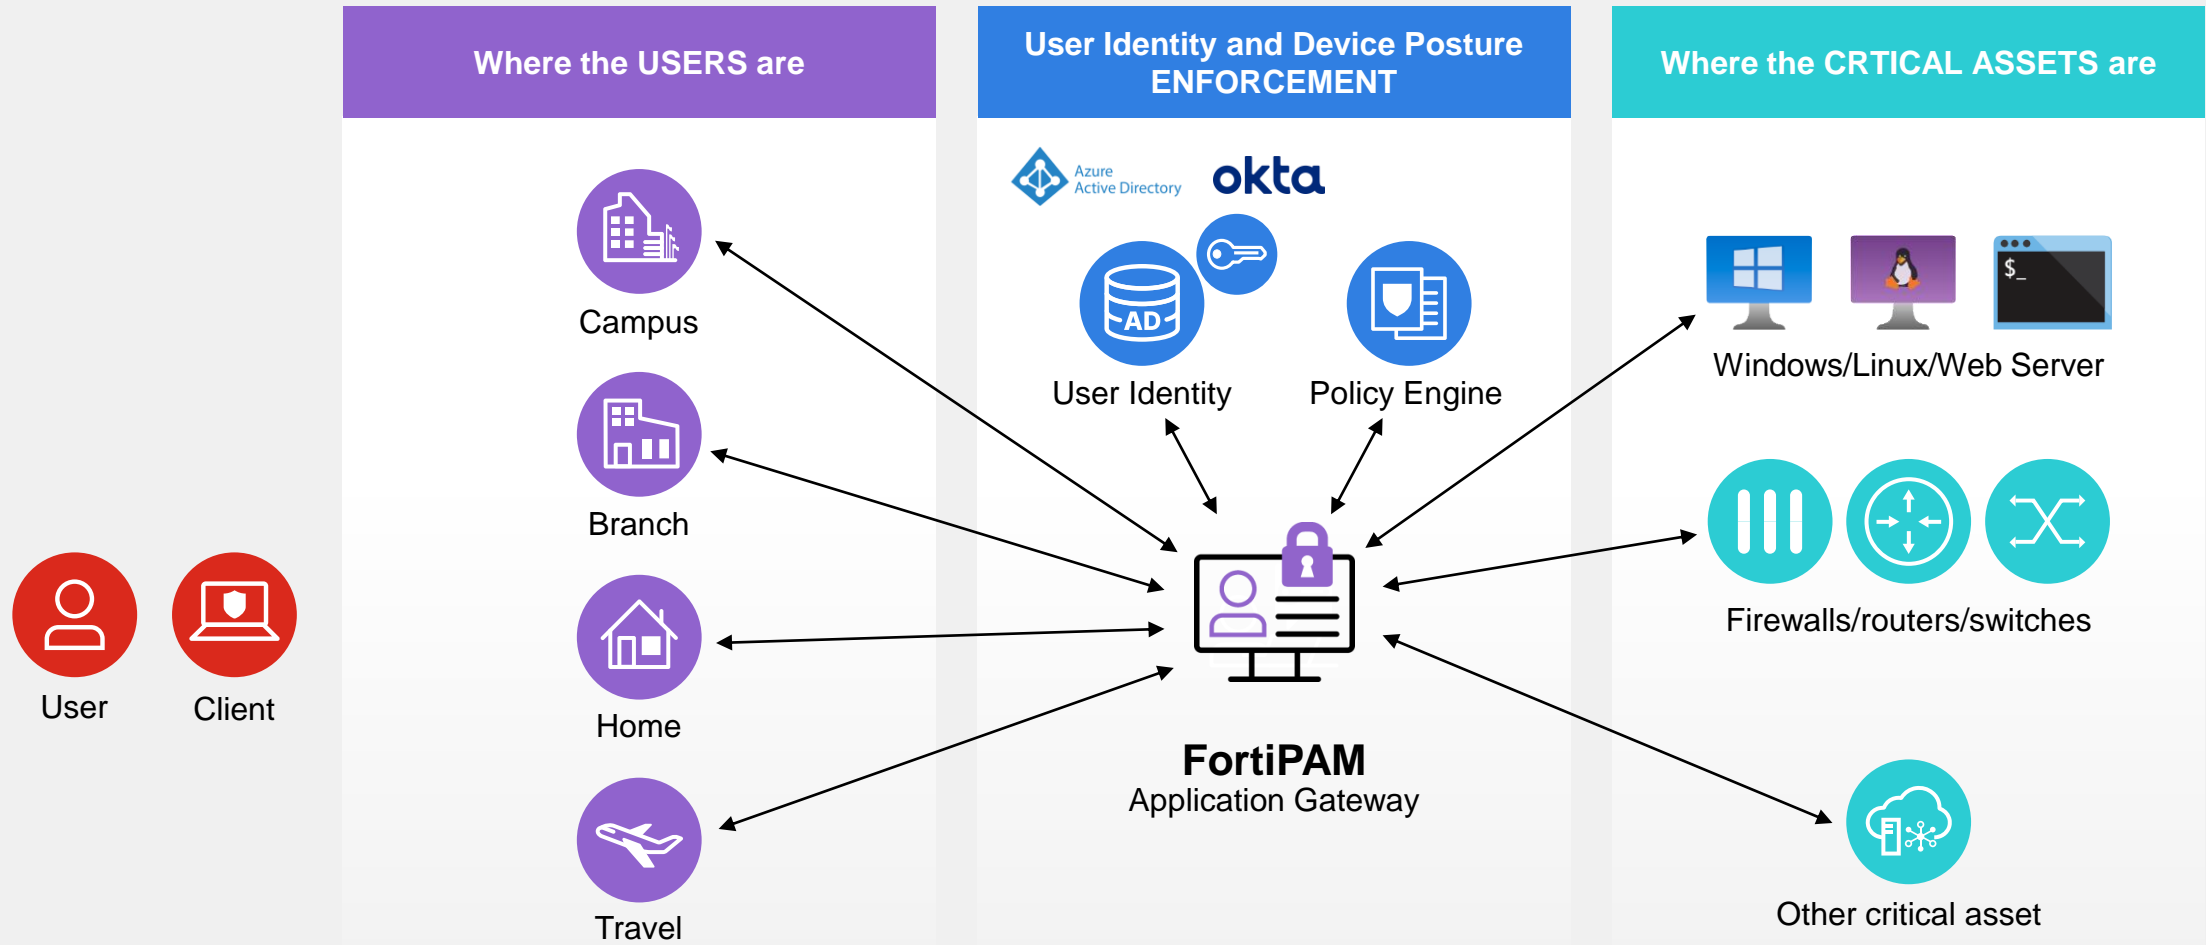 Where the USERS are
User Identity and Device Posture
ENFORCEMENT
Where the CRTICAL ASSETS are
Azure
Active Directory
okta
AD
$_
Campus
User Identity
Policy Engine
Windows/Linux/Web Server
Branch
Firewalls/routers/switches
User
Client
Home
FortiPAM
Application Gateway
Travel
Other critical asset